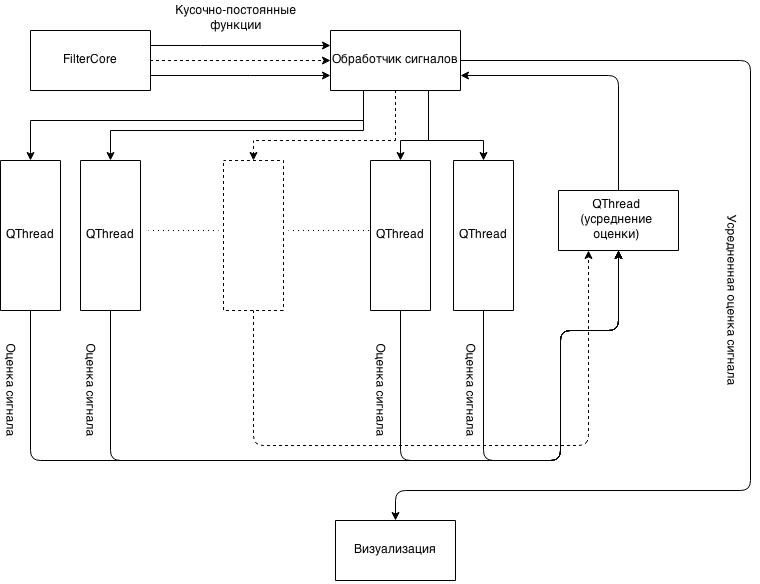 Кусочно-постоянные
функции
FilterCore
Обработчик сигналов
QThread
QThread
QThread
QThread
QThread
(усреднение
оценки)
Усредненная оценка сигнала
Оценка сигнала
Оценка сигнала
Оценка сигнала
Оценка сигнала
Визуализация